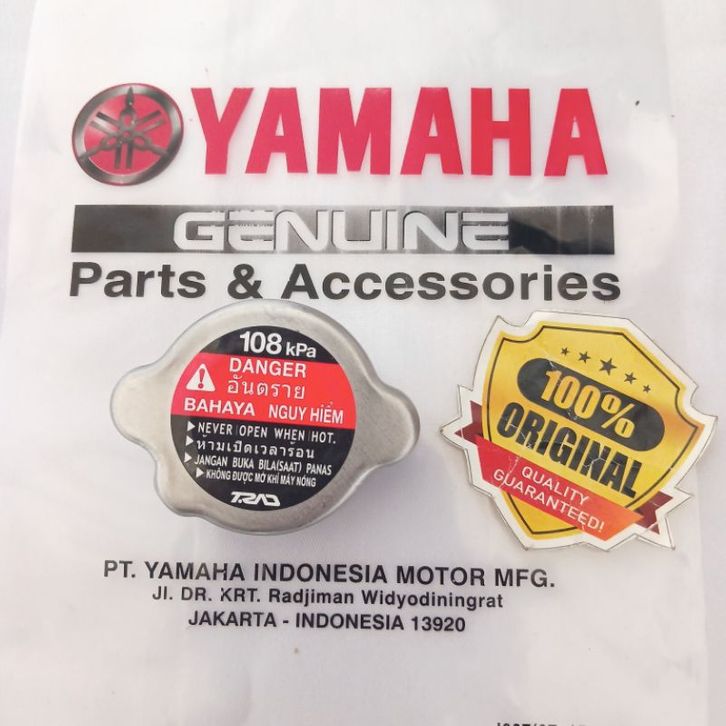 YAMAHA
GENUINE
Parts & Accessories
108 kPa
DANGER
อันตราย
BAHAYA NGUY HIỂM
NEVER OPEN WHEN HOT.
ห้ามเปิดเวลาร้อน
JANGAN BUKA BILA(SAAT) PANAS
KHÔNG ĐƯỢC MỞ KHI MÁY NÓNG
T.RAD
100%
ORIGINAL
QUALITY
GUARANTEED!
PT. YAMAHA INDONESIA MOTOR MFG.
Jl. DR. KRT. Radjiman Widyodiningrat
JAKARTA - INDONESIA 13920